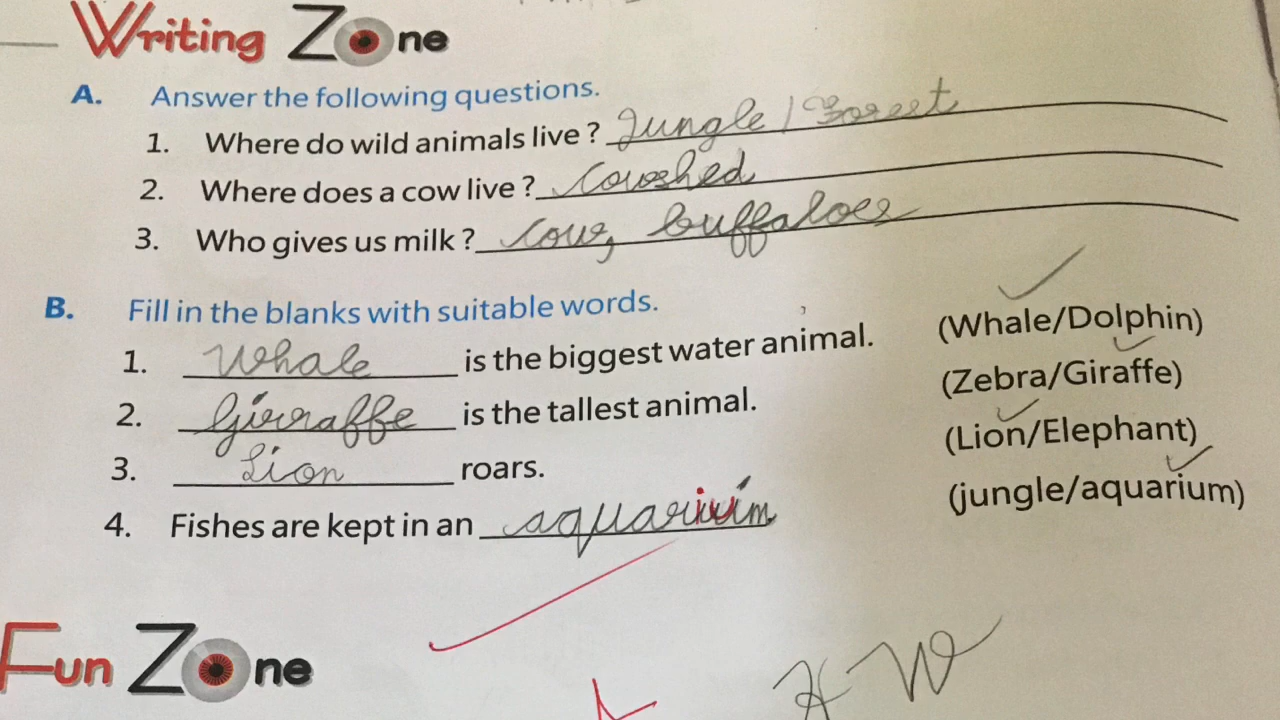 Writing Zone
A. Answer the following questions.
1. Where do wild animals live ? Jungle / Forest
2. Where does a cow live ? Cowshed
3. Who gives us milk ? Cow, buffaloes
B. Fill in the blanks with suitable words.
1. Whale is the biggest water animal. (Whale/Dolphin)
2. Girraffe is the tallest animal. (Zebra/Giraffe)
3. Lion roars. (Lion/Elephant)
4. Fishes are kept in an aquarium (jungle/aquarium)
Fun Zone
H W